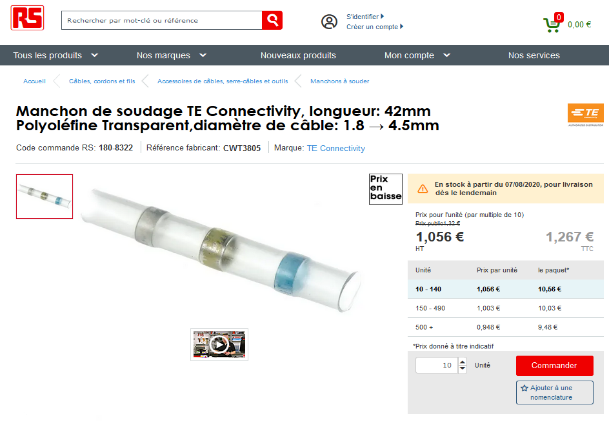 RS
Rechercher par mot-clé ou référence
S'identifier
Créer un compte
0
0,00 €
Tous les produits
Nos marques
Nouveaux produits
Mon compte
Nos services
Accueil
Câbles, cordons et fils
Accessoires de câbles, serre-câbles et outils
Manchons à souder
Manchon de soudage TE Connectivity, longueur: 42mm
Polyoléfine Transparent,diamètre de câble: 1.8 → 4.5mm
TE
Code commande RS: 180-8322
Référence fabricant: CWT3805
Marque: TE Connectivity
Prix
en
baisse
En stock à partir du 07/08/2020, pour livraison
dès le lendemain
Prix pour l'unité (par multiple de 10)
Prix public1,32 €
1,056 €
HT
1,267 €
TTC
Unité Prix par unité le paquet*
10 - 140 1,056 € 10,56 €
150 - 490 1,003 € 10,03 €
500 + 0,948 € 9,48 €
*Prix donné à titre indicatif
10
Unité
Commander
Ajouter à une
nomenclature